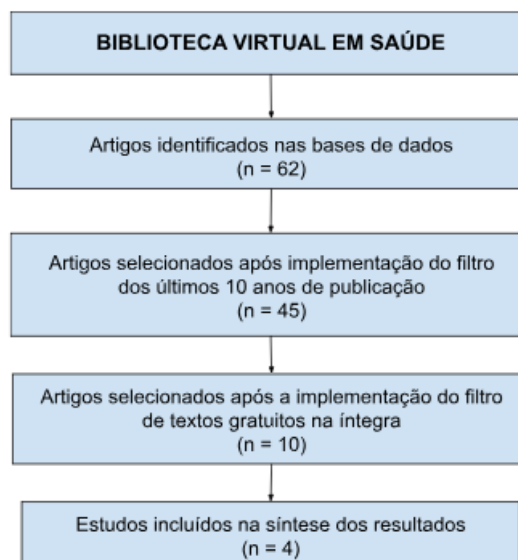 BIBLIOTECA VIRTUAL EM SAÚDE
Artigos identificados nas bases de dados
(n = 62)
Artigos selecionados após implementação do filtro
dos últimos 10 anos de publicação
(n = 45)
Artigos selecionados após a implementação do filtro
de textos gratuitos na íntegra
(n = 10)
Estudos incluídos na síntese dos resultados
(n = 4)